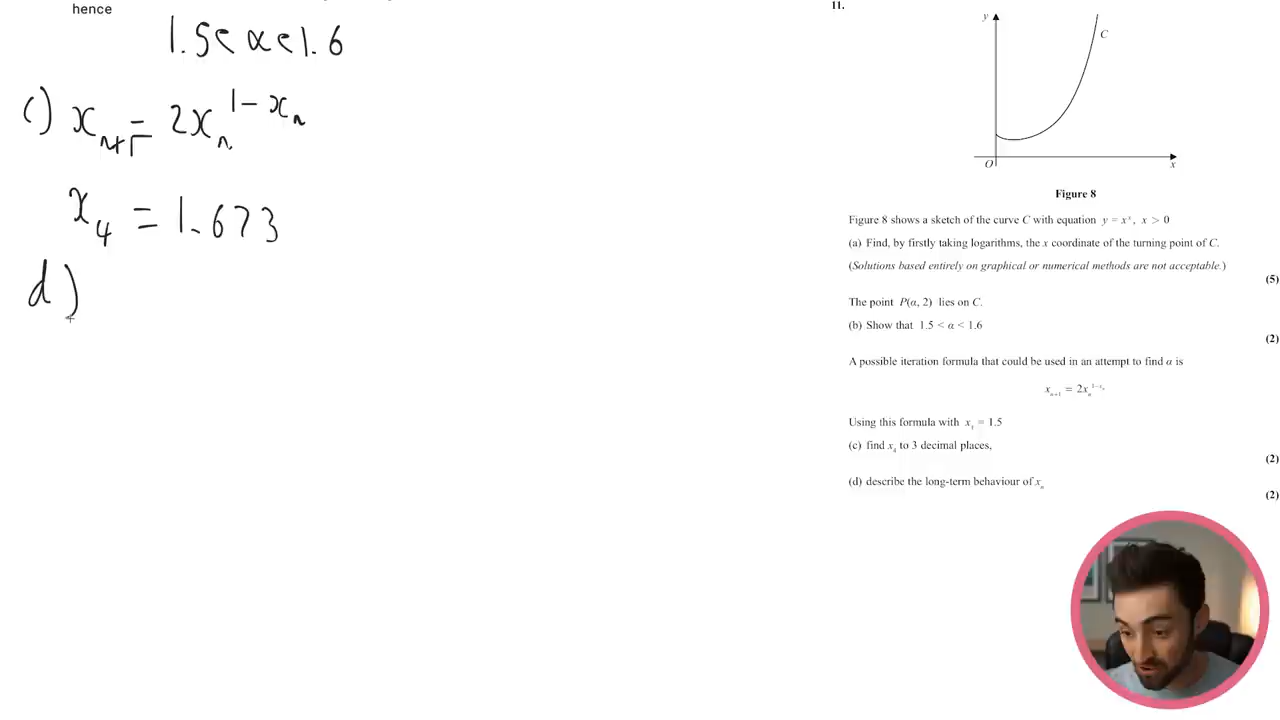 hence
1.5 < α < 1.6
c) xₙ₊₁ = 2xₙ^(1-xₙ)
x₄ = 1.673
d)
11.
y
C
O
x
Figure 8
Figure 8 shows a sketch of the curve C with equation y = xˣ, x > 0
(a) Find, by firstly taking logarithms, the x coordinate of the turning point of C.
(Solutions based entirely on graphical or numerical methods are not acceptable.)
(5)
The point P(α, 2) lies on C.
(b) Show that 1.5 < α < 1.6
(2)
A possible iteration formula that could be used in an attempt to find α is
xₙ₊₁ = 2xₙ^(1-xₙ)
Using this formula with x₁ = 1.5
(c) find x₄ to 3 decimal places,
(2)
(d) describe the long-term behaviour of xₙ
(2)